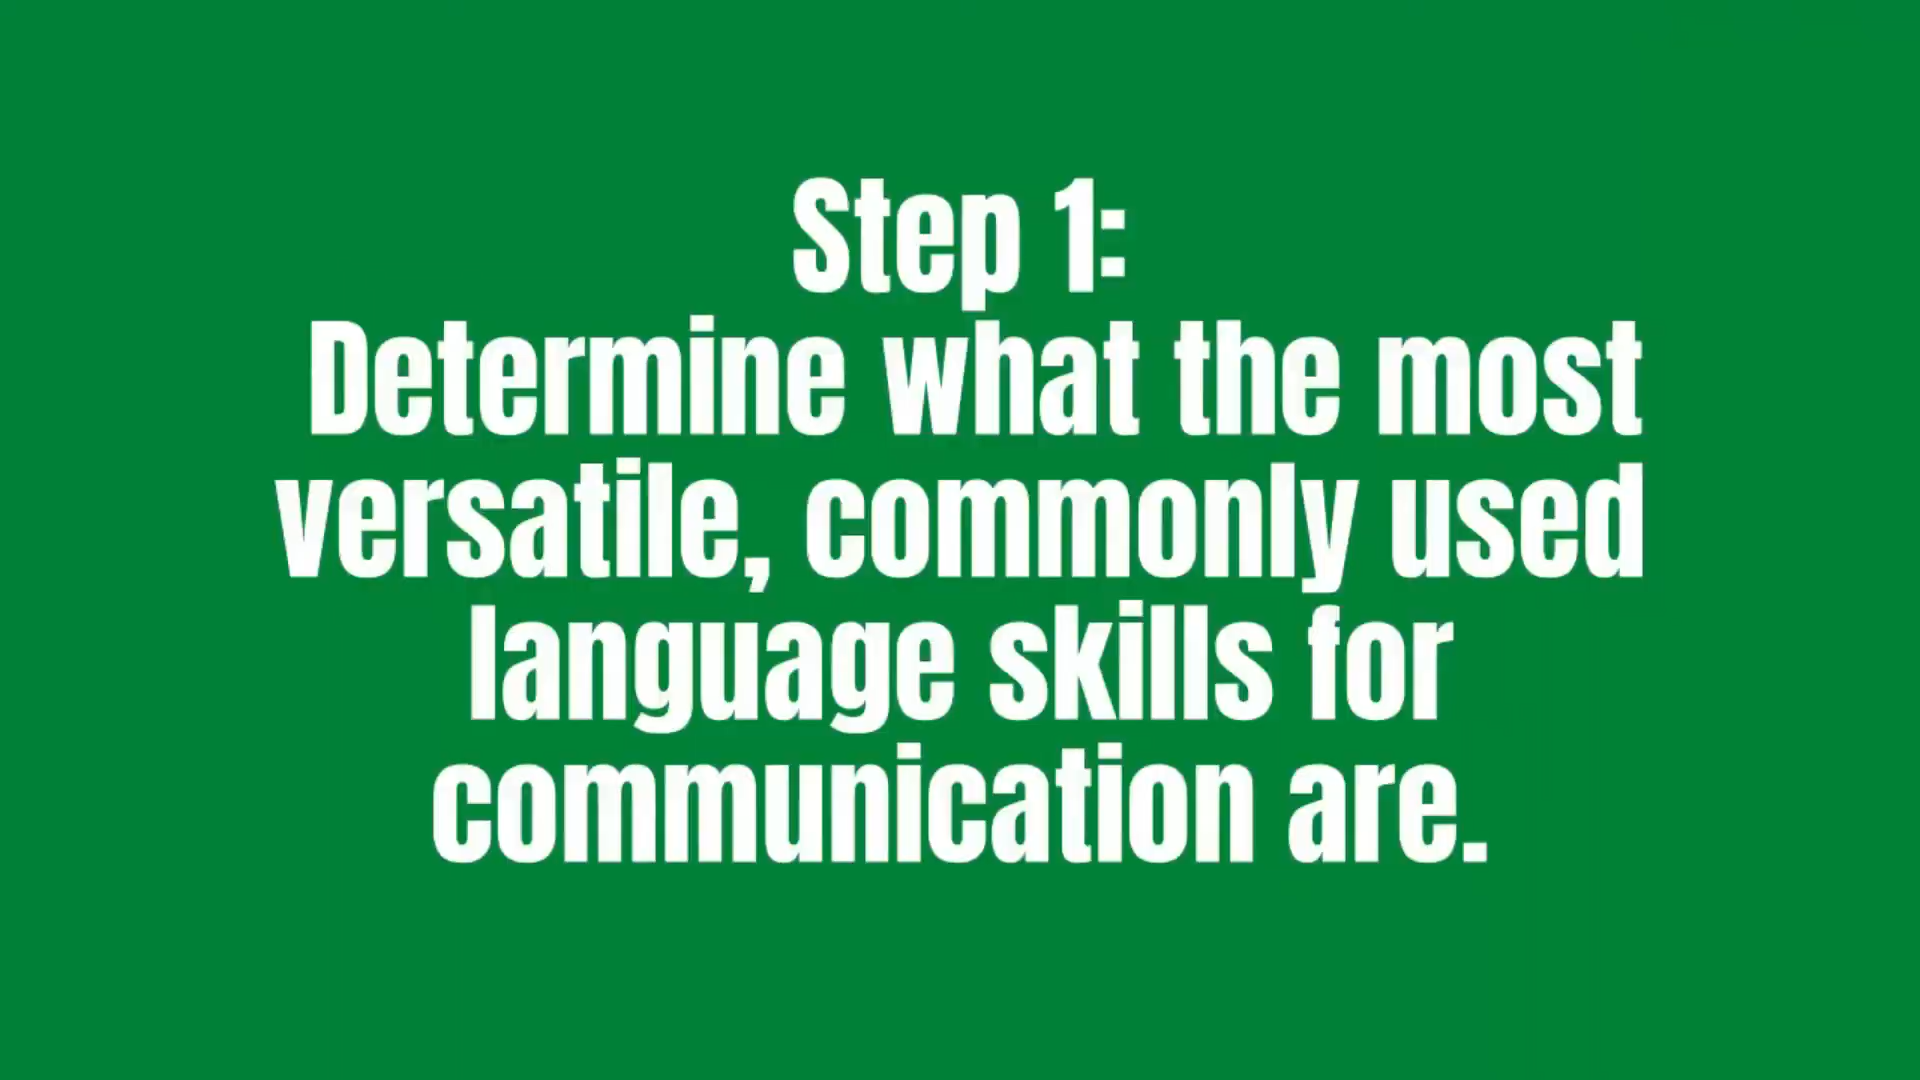 Step 1:
Determine what the most
versatile, commonly used
language skills for
communication are.